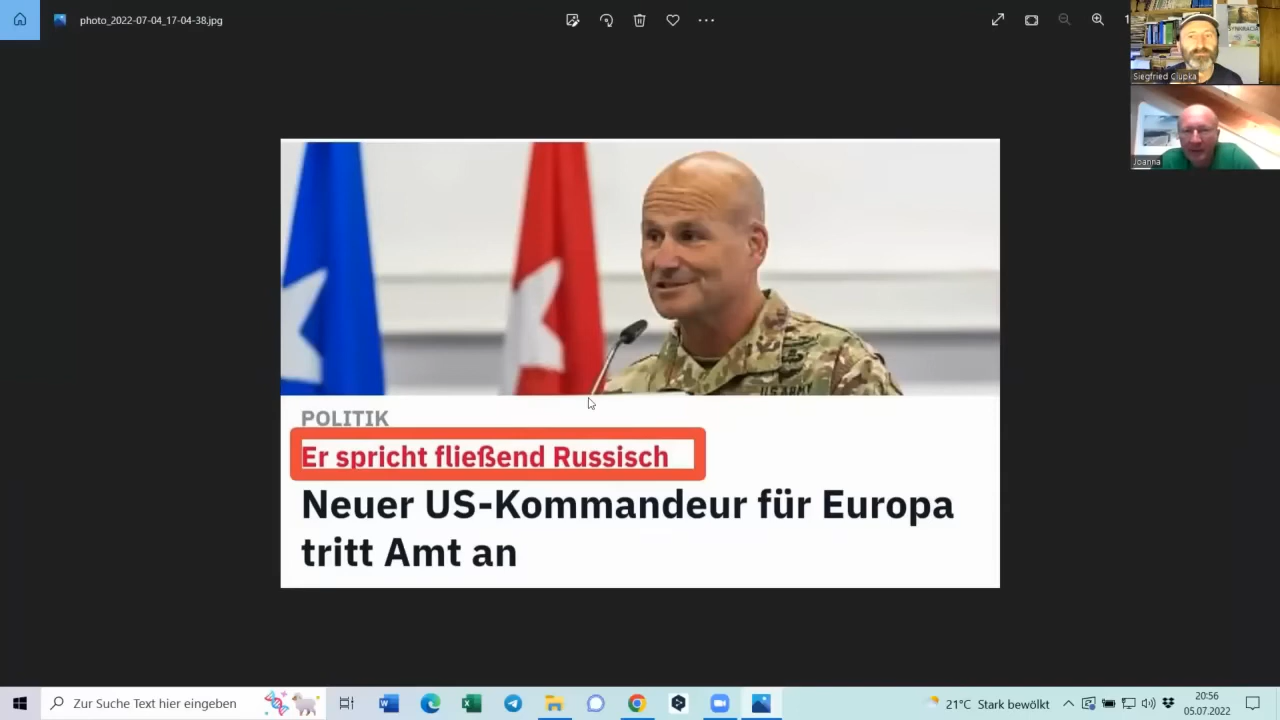 photo_2022-07-04_17-04-38.jpg
SYNKRACIA
Siegfried Ciupka
Joanna
U.S. ARMY
POLITIK
Er spricht fließend Russisch
Neuer US-Kommandeur für Europa
tritt Amt an
Zur Suche Text hier eingeben
21°C Stark bewölkt
20:56
05.07.2022